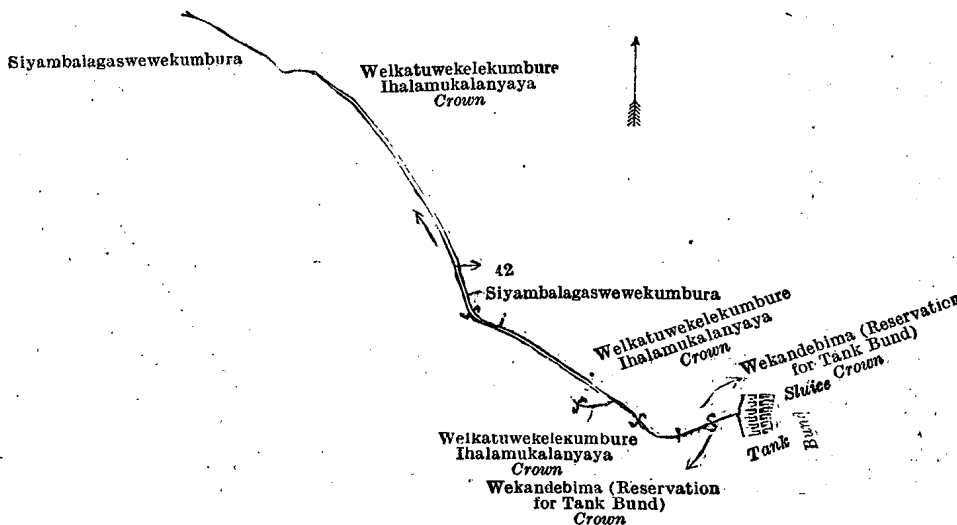 Siyambalagaswewekumbura
Welkatuwekelekumbure
Ihalamukalanyaya
Crown
42
Siyambalagaswewekumbura
Welkatuwekelekumbure
Ihalamukalanyaya
Crown
Wekandebima (Reservation
for Tank Bund)
Crown
Sluice
Tank
Bund
Welkatuwekelekumbure
Ihalamukalanyaya
Crown
Wekandebima (Reservation
for Tank Bund)
Crown